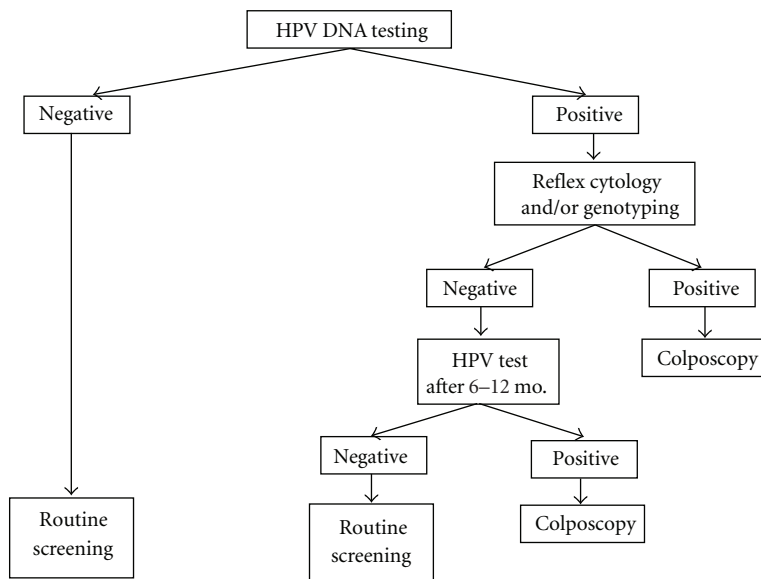 HPV DNA testing
Negative
Positive
Reflex cytology
and/or genotyping
Negative
Positive
HPV test
after 6–12 mo.
Colposcopy
Negative
Positive
Routine
screening
Routine
screening
Colposcopy